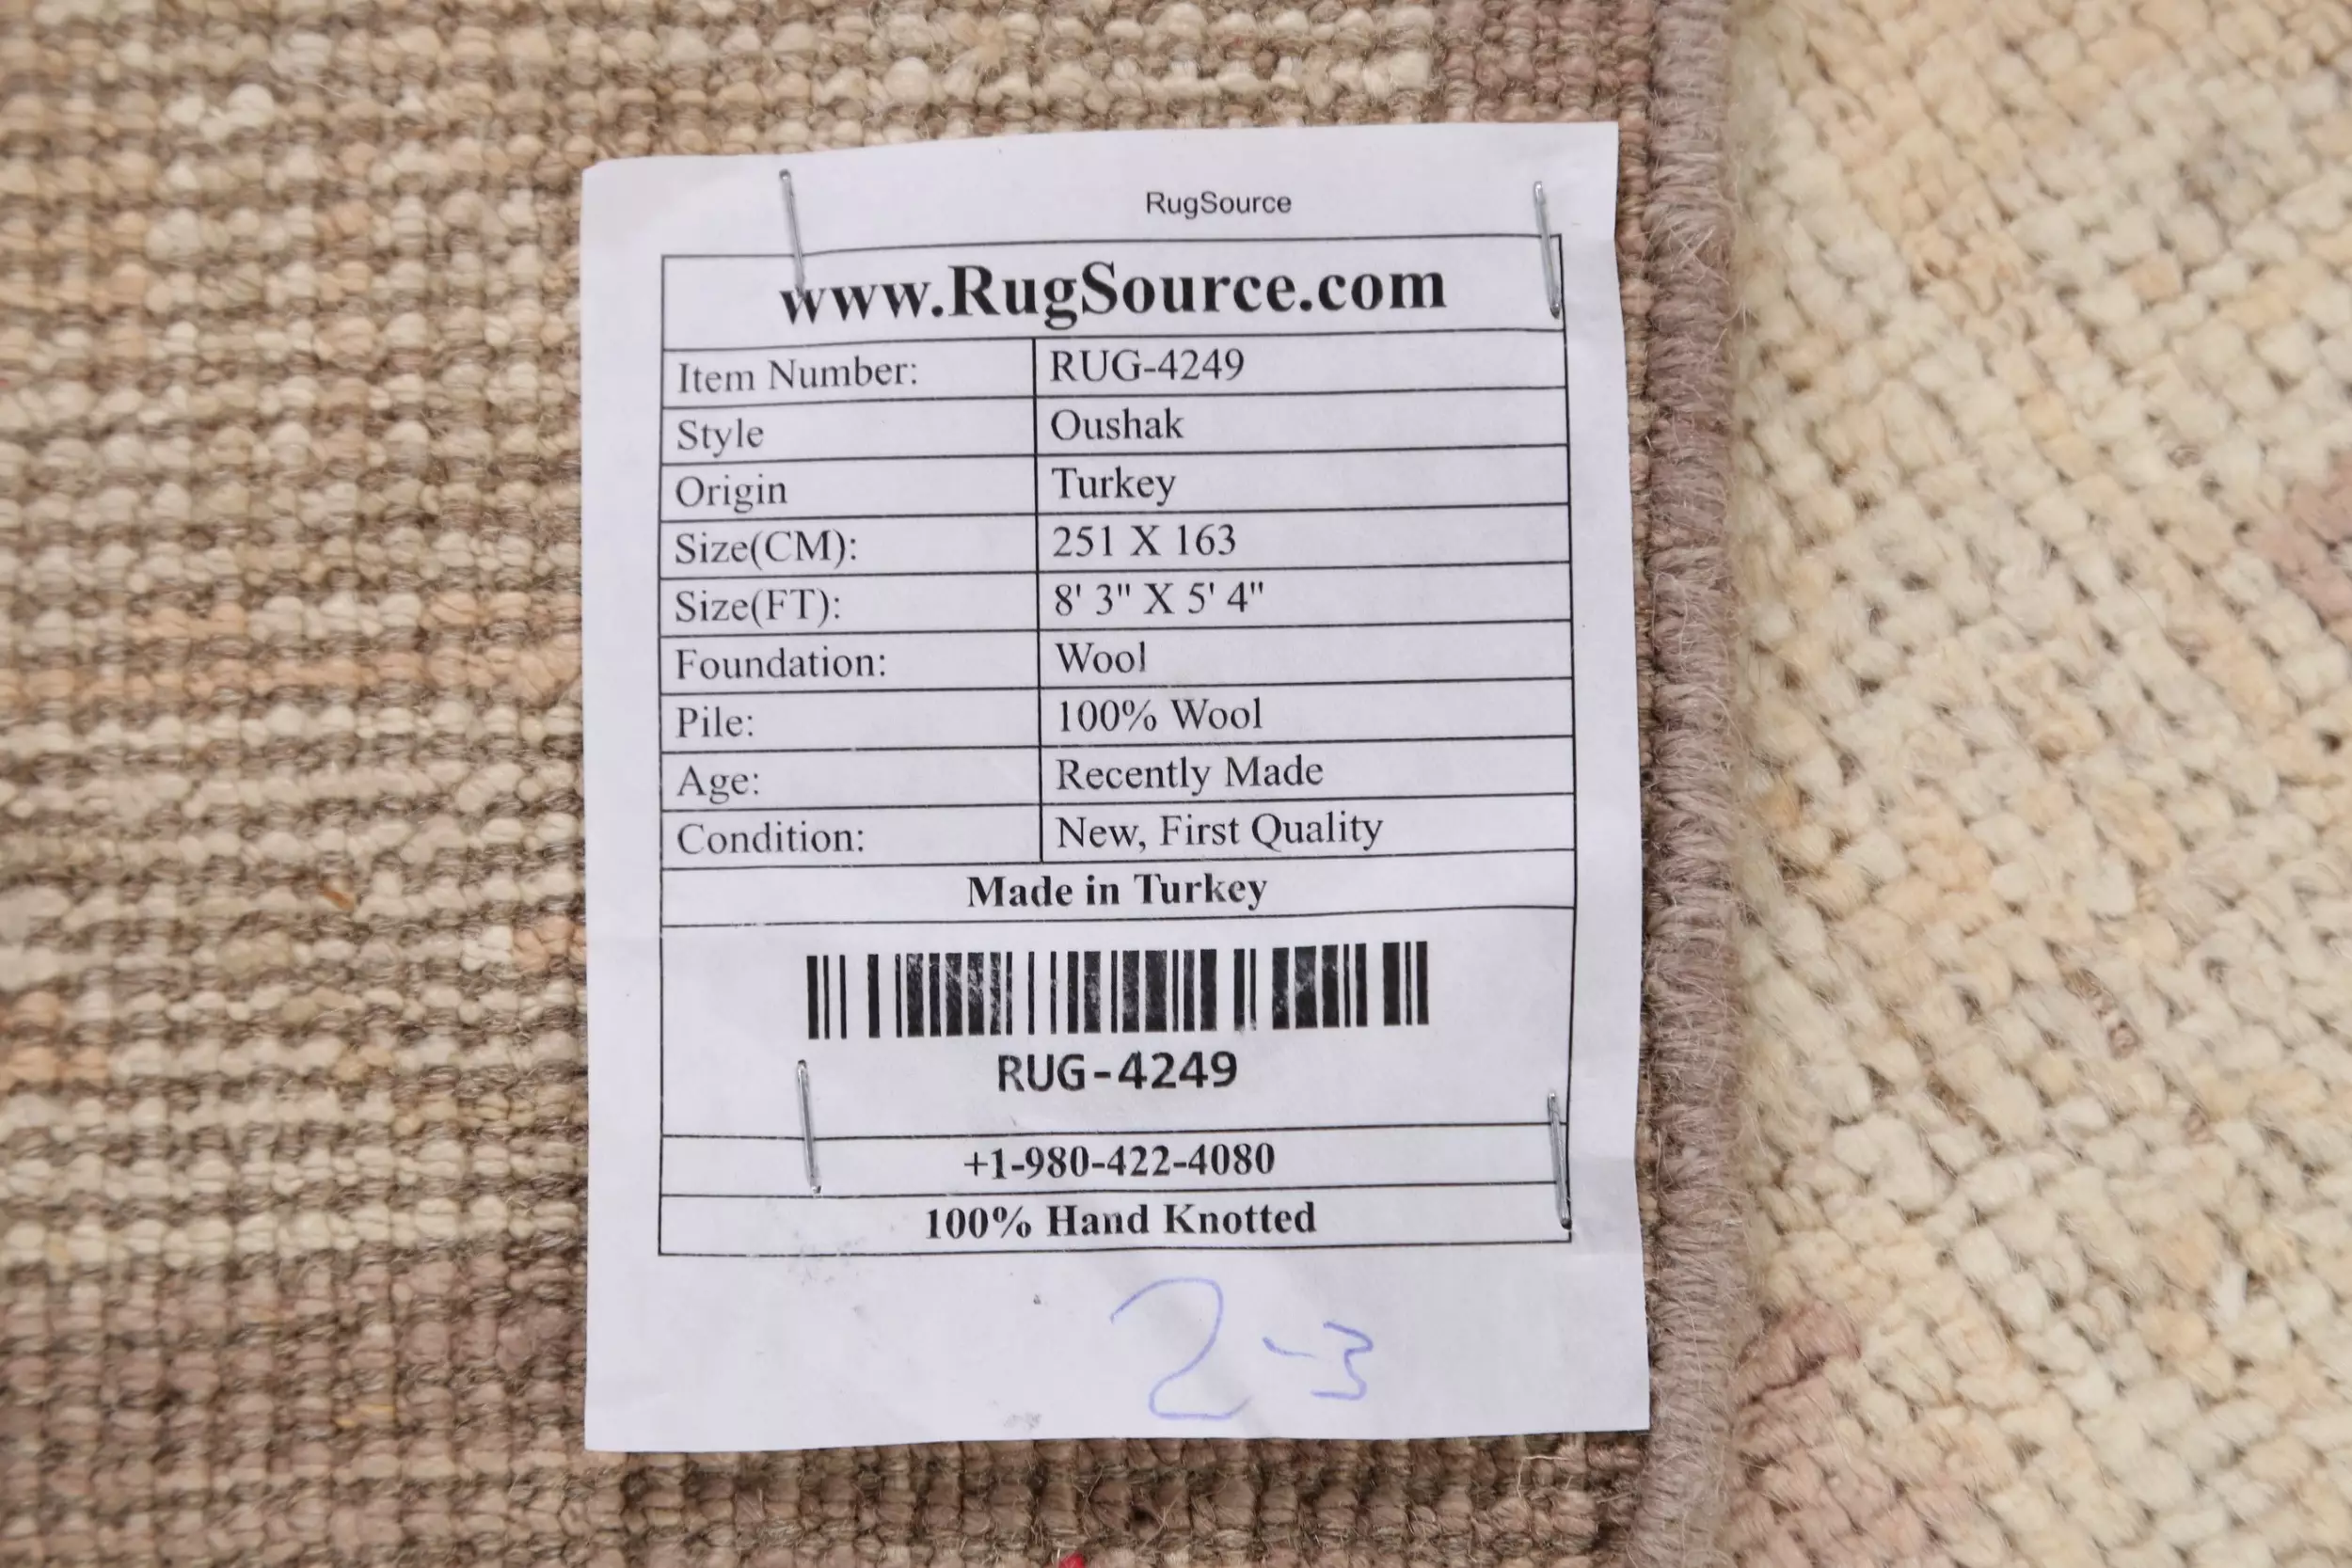 RugSource
www.RugSource.com
Item Number: RUG-4249
Style Oushak
Origin Turkey
Size(CM): 251 X 163
Size(FT): 8' 3" X 5' 4"
Foundation: Wool
Pile: 100% Wool
Age: Recently Made
Condition: New, First Quality
Made in Turkey
RUG-4249
+1-980-422-4080
100% Hand Knotted
2-3